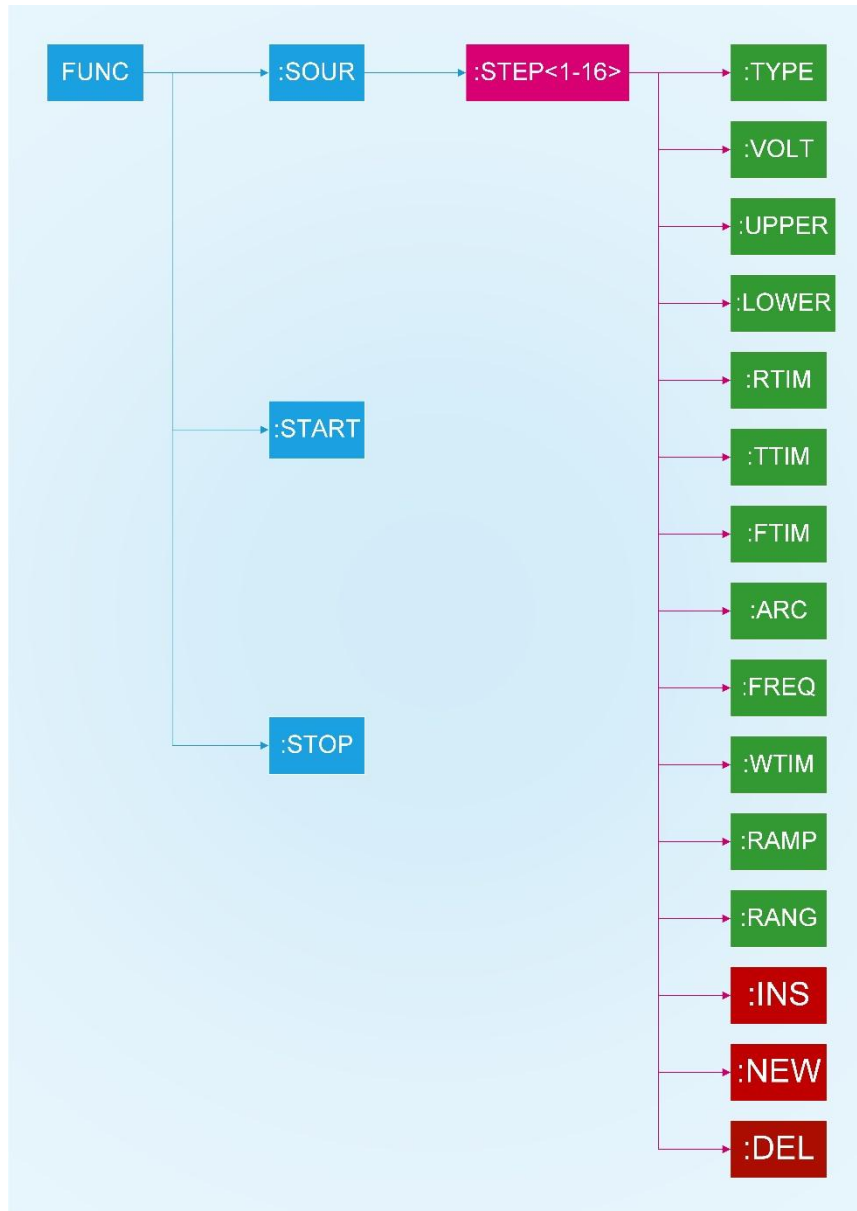 FUNC
:SOUR
:STEP<1-16>
:TYPE
:VOLT
:UPPER
:LOWER
:RTIM
:START
:TTIM
:FTIM
:ARC
:FREQ
:STOP
:WTIM
:RAMP
:RANG
:INS
:NEW
:DEL